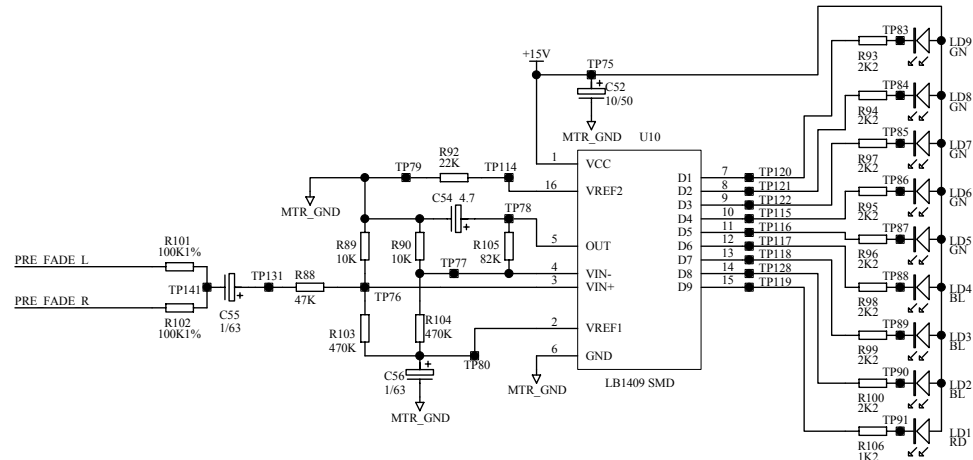 PRE FADE L
PRE FADE R
R101
100K1%
TP141
R102
100K1%
C55
1/63
TP131
R88
47K
TP76
MTR_GND
TP79
R92
22K
TP114
C54 4.7
TP78
R89
10K
R90
10K
R105
82K
TP77
R103
470K
R104
470K
C56
1/63
MTR_GND
TP80
+15V
TP75
C52
10/50
MTR_GND
MTR_GND
U10
1 VCC
16 VREF2
5 OUT
4 VIN-
3 VIN+
2 VREF1
6 GND
LB1409 SMD
D1 7 TP120
D2 8 TP121
D3 9 TP122
D4 10 TP115
D5 11 TP116
D6 12 TP117
D7 13 TP118
D8 14 TP128
D9 15 TP119
TP83
R93
2K2
LD9
GN
TP84
R94
2K2
LD8
GN
TP85
R97
2K2
LD7
GN
TP86
R95
2K2
LD6
GN
TP87
R96
2K2
LD5
GN
TP88
R98
2K2
LD4
BL
TP89
R99
2K2
LD3
BL
TP90
R100
2K2
LD2
BL
TP91
R106
1K2
LD1
RD